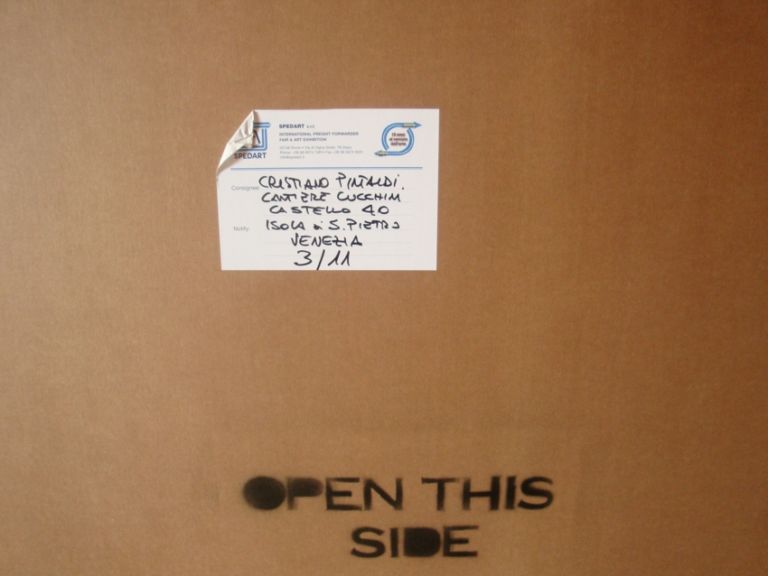 SPEDART
SPEDART
INTERNATIONAL FREIGHT FORWARDER
FAIR & ART EXHIBITION
Consignee
CRISTIANO PINTALDI.
CANTIERE CUCCHINI
CASTELLO 40
Notify
ISOLA di S. PIETRO
VENEZIA
3/11
OPEN THIS
SIDE